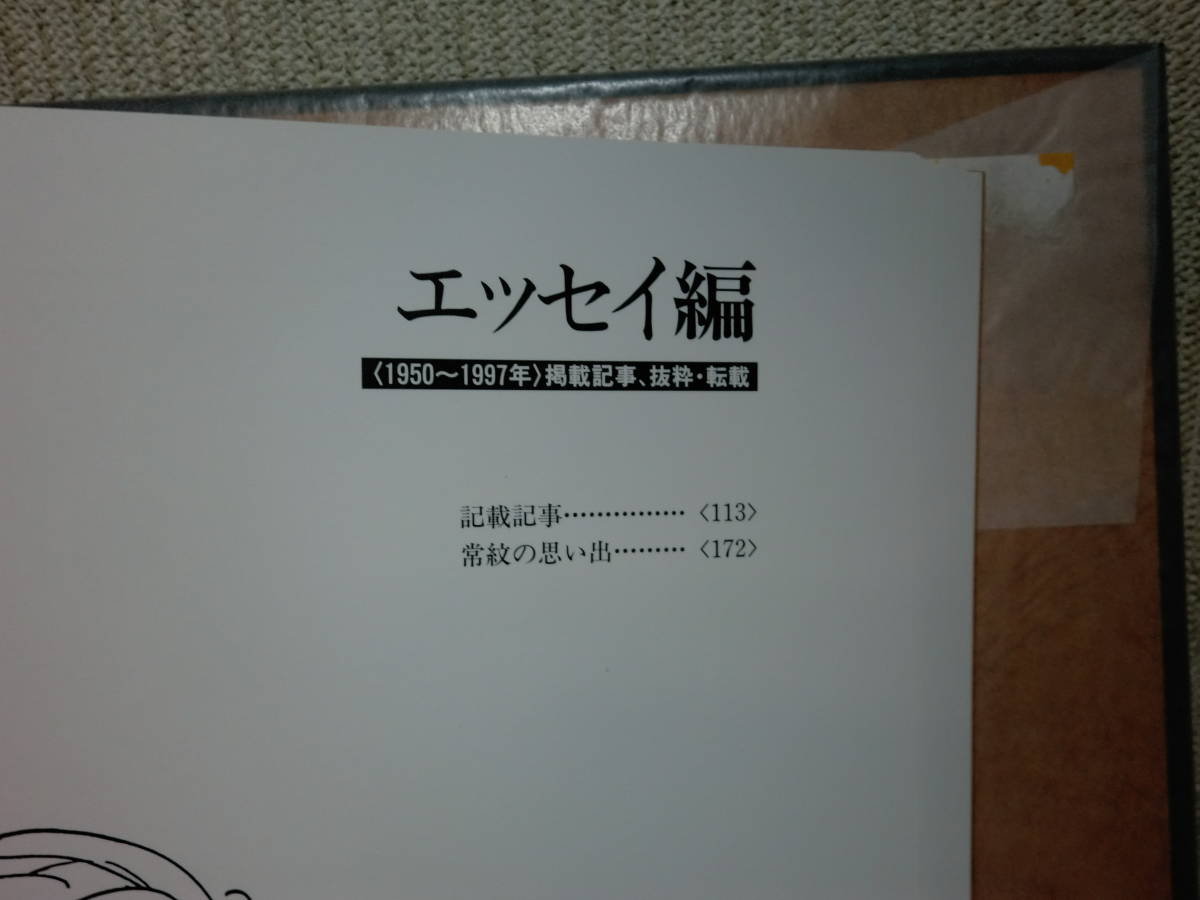 エッセイ編
〈1950〜1997年〉掲載記事、抜粋・転載
記載記事…………… 〈113〉
常紋の思い出……… 〈172〉